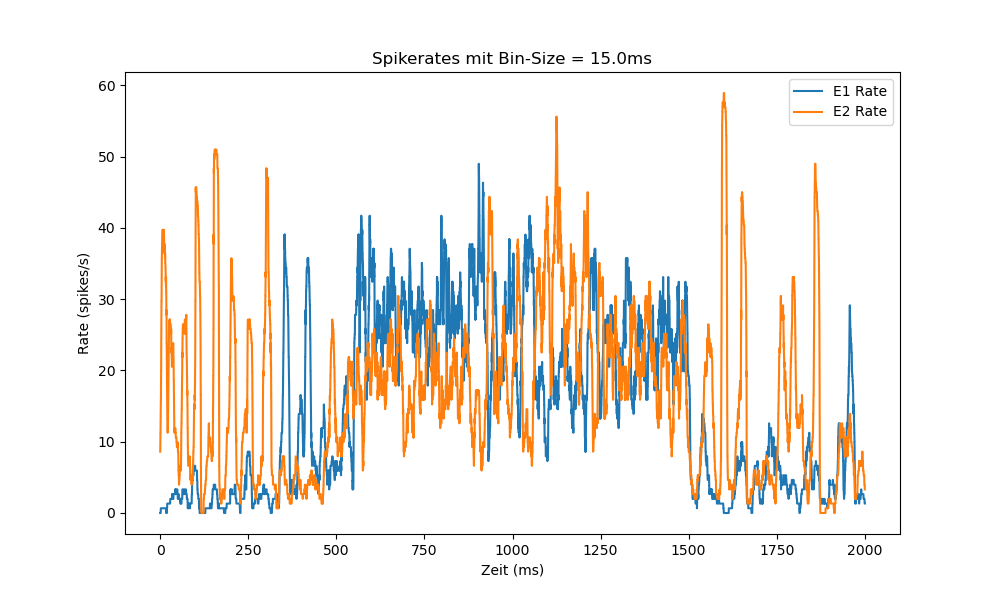 Spikerates mit Bin-Size = 15.0ms
E1 Rate
E2 Rate
Rate (spikes/s)
60
50
40
30
20
10
0
0 250 500 750 1000 1250 1500 1750 2000
Zeit (ms)